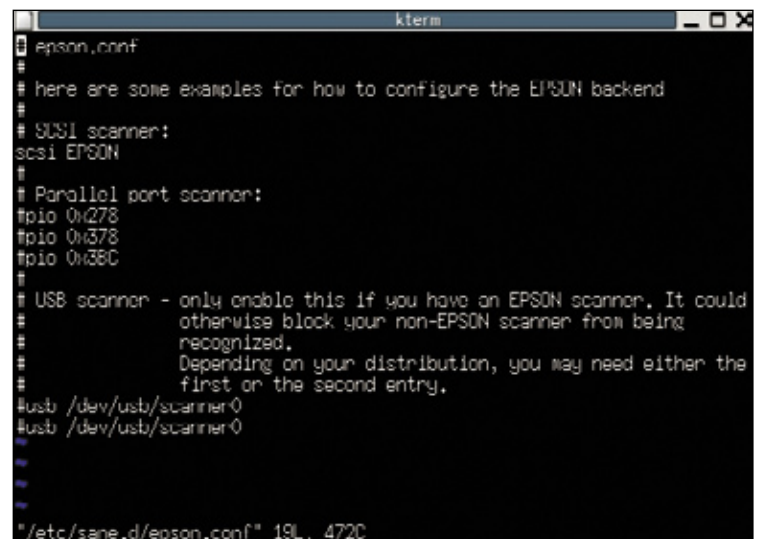 kterm
# epson.conf
#
# here are some examples for how to configure the EPSON backend
#
# SCSI scanner:
scsi EPSON
#
# Parallel port scanner:
#pio 0x278
#pio 0x378
#pio 0x3BC
#
# USB scanner - only enable this if you have an EPSON scanner. It could
#               otherwise block your non-EPSON scanner from being
#               recognized.
#               Depending on your distribution, you may need either the
#               first or the second entry.
#usb /dev/usb/scanner0
#usb /dev/usb/scanner0
~
~
~
~
"/etc/sane.d/epson.conf" 19L, 472C